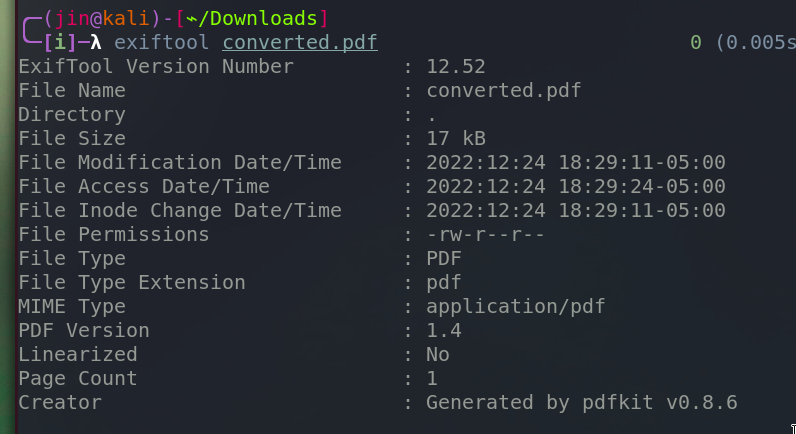 (jin@kali)-[~/Downloads]
[i]-λ exiftool converted.pdf 0 (0.005s
ExifTool Version Number : 12.52
File Name : converted.pdf
Directory : .
File Size : 17 kB
File Modification Date/Time : 2022:12:24 18:29:11-05:00
File Access Date/Time : 2022:12:24 18:29:24-05:00
File Inode Change Date/Time : 2022:12:24 18:29:11-05:00
File Permissions : -rw-r--r--
File Type : PDF
File Type Extension : pdf
MIME Type : application/pdf
PDF Version : 1.4
Linearized : No
Page Count : 1
Creator : Generated by pdfkit v0.8.6